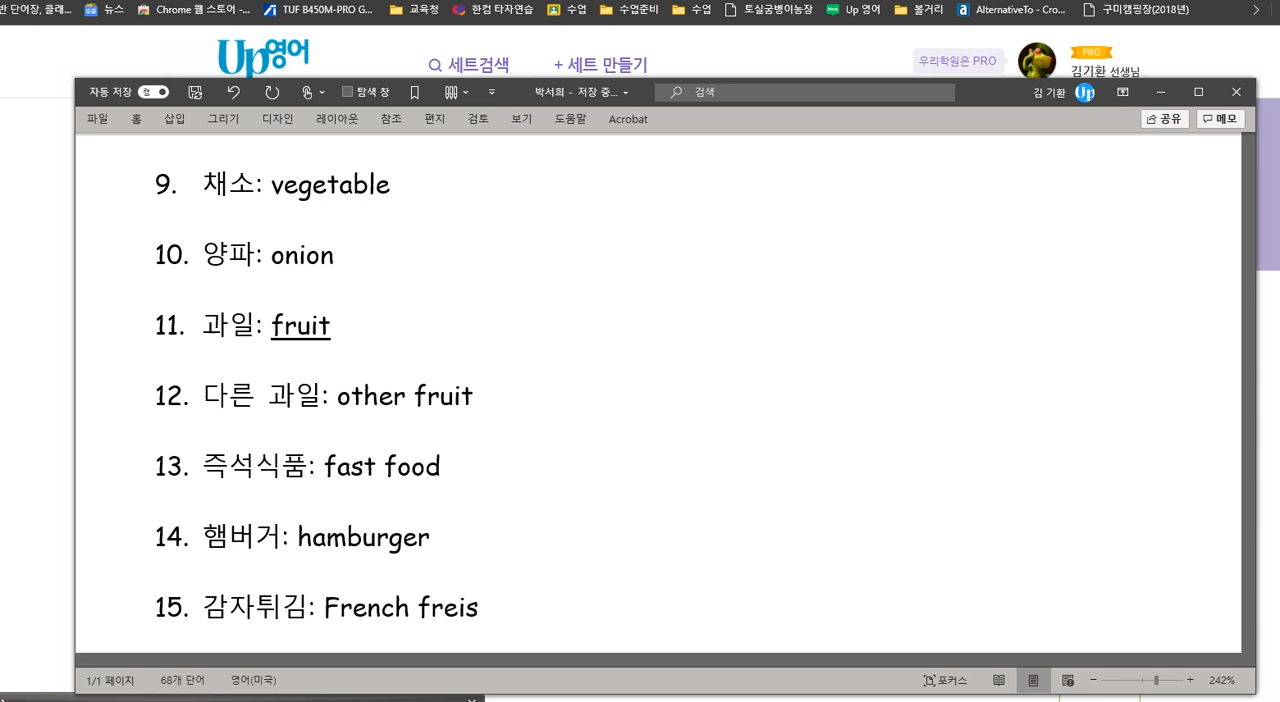 반 단어장, 클래... 뉴스 Chrome 웹 스토어 -... TUF B450M-PRO G... 교육청 한컴 타자연습 수업 수업준비 수업 토실굼벵이농장 Up 영어 볼거리 AlternativeTo - Cro... 구미캠핑장(2018년)
Up영어 세트검색 + 세트 만들기 우리학원은 PRO PRO
김기환 선생님
자동 저장 탐색 창 박서희 - 저장 중... 검색 김 기환 Up
파일 홈 삽입 그리기 디자인 레이아웃 참조 편지 검토 보기 도움말 Acrobat 공유 메모
9. 채소: vegetable
10. 양파: onion
11. 과일: fruit
12. 다른 과일: other fruit
13. 즉석식품: fast food
14. 햄버거: hamburger
15. 감자튀김: French freis
1/1 페이지 68개 단어 영어(미국) 포커스 242%